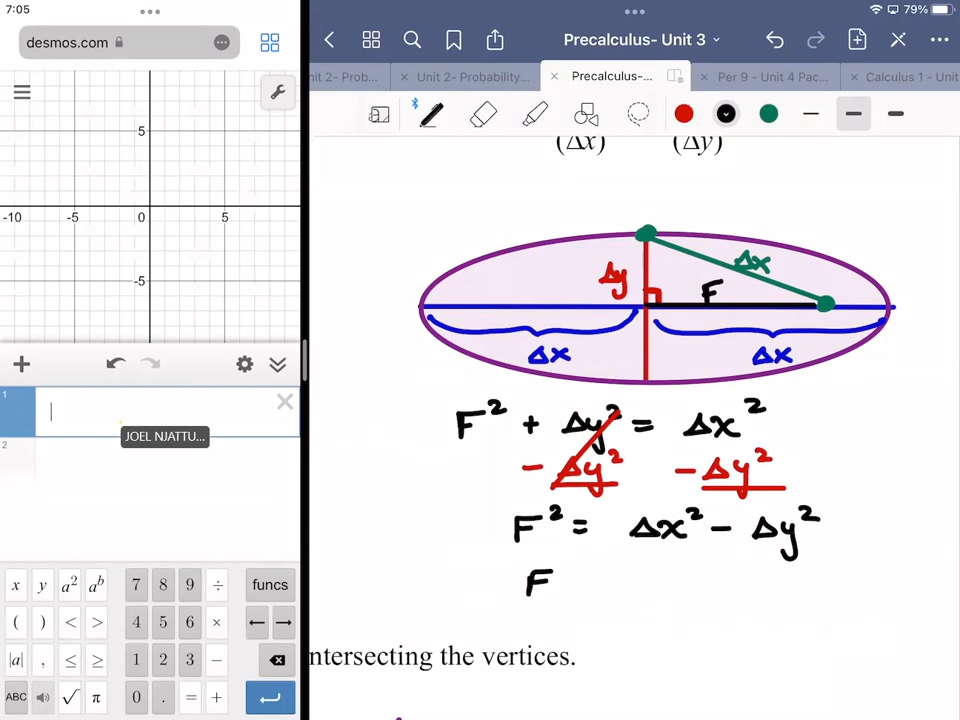 7:05
79%
desmos.com
Precalculus- Unit 3
nit 2- Prob...
Unit 2- Probability...
Precalculus-...
Per 9 - Unit 4 Pac...
Calculus 1 - Unit
(Δx) (Δy)
5
-10 -5 0 5
-5
Δy
Δx
F
Δx Δx
F² + Δy² = Δx²
- Δy² - Δy²
F² = Δx² - Δy²
F
ntersecting the vertices.
1
JOEL NJATTU...
2
x y a² aᵇ 7 8 9 ÷ funcs
( ) < > 4 5 6 × ← →
|a| , ≤ ≥ 1 2 3 −
ABC √ π 0 . = +